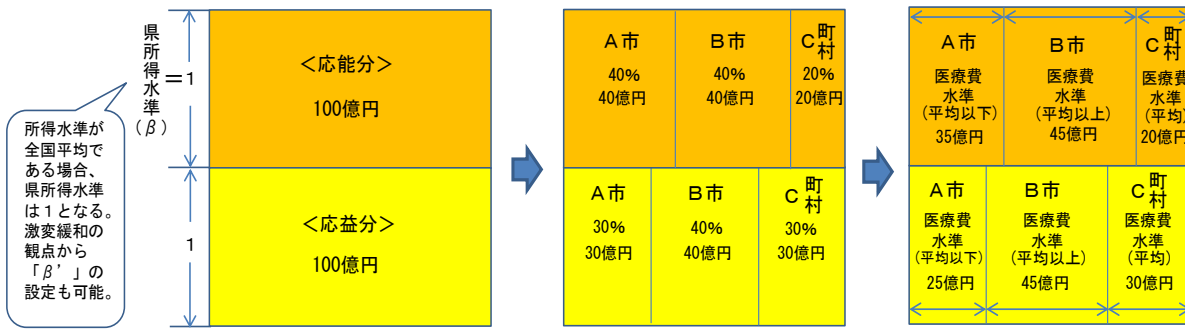 県所得水準(β)
＝1
1
所得水準が
全国平均で
ある場合、
県所得水準
は１となる。
激変緩和の
観点から
「β’」の
設定も可能。
＜応能分＞
100億円
＜応益分＞
100億円
A市
40%
40億円
B市
40%
40億円
C町村
20%
20億円
A市
30%
30億円
B市
40%
40億円
C町村
30%
30億円
A市
医療費
水準
(平均以下)
35億円
B市
医療費
水準
(平均以上)
45億円
C町村
医療費
水準
(平均)
20億円
A市
医療費
水準
(平均以下)
25億円
B市
医療費
水準
(平均以上)
45億円
C町村
医療費
水準
(平均)
30億円